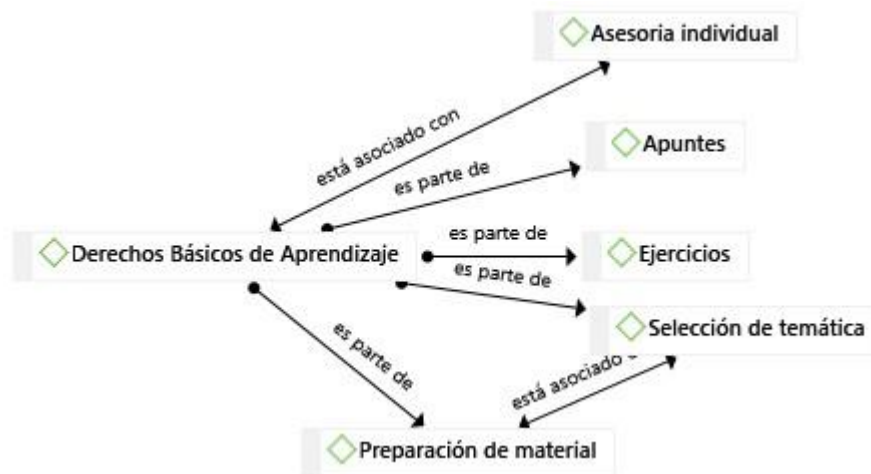 Asesoria individual
está asociado con
Apuntes
es parte de
Derechos Básicos de Aprendizaje
es parte de
Ejercicios
es parte de
Selección de temática
es parte de
está asociado
Preparación de material